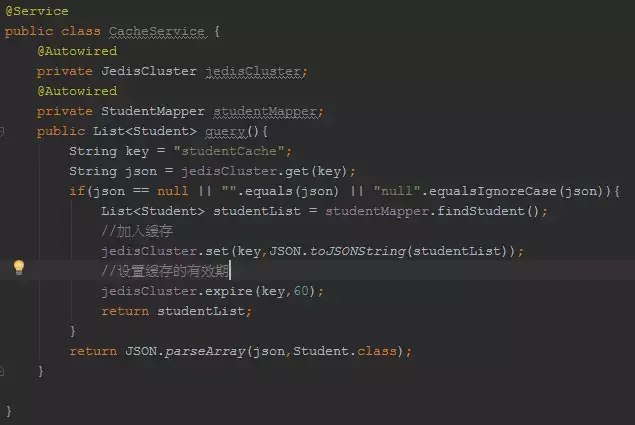 @Service
public class CacheService {
@Autowired
private JedisCluster jedisCluster;
@Autowired
private StudentMapper studentMapper;
public List<Student> query(){
String key = "studentCache";
String json = jedisCluster.get(key);
if(json == null || "".equals(json) || "null".equalsIgnoreCase(json)){
List<Student> studentList = studentMapper.findStudent();
//加入缓存
jedisCluster.set(key,JSON.toJSONString(studentList));
//设置缓存的有效期
jedisCluster.expire(key,60);
return studentList;
}
return JSON.parseArray(json,Student.class);
}
}